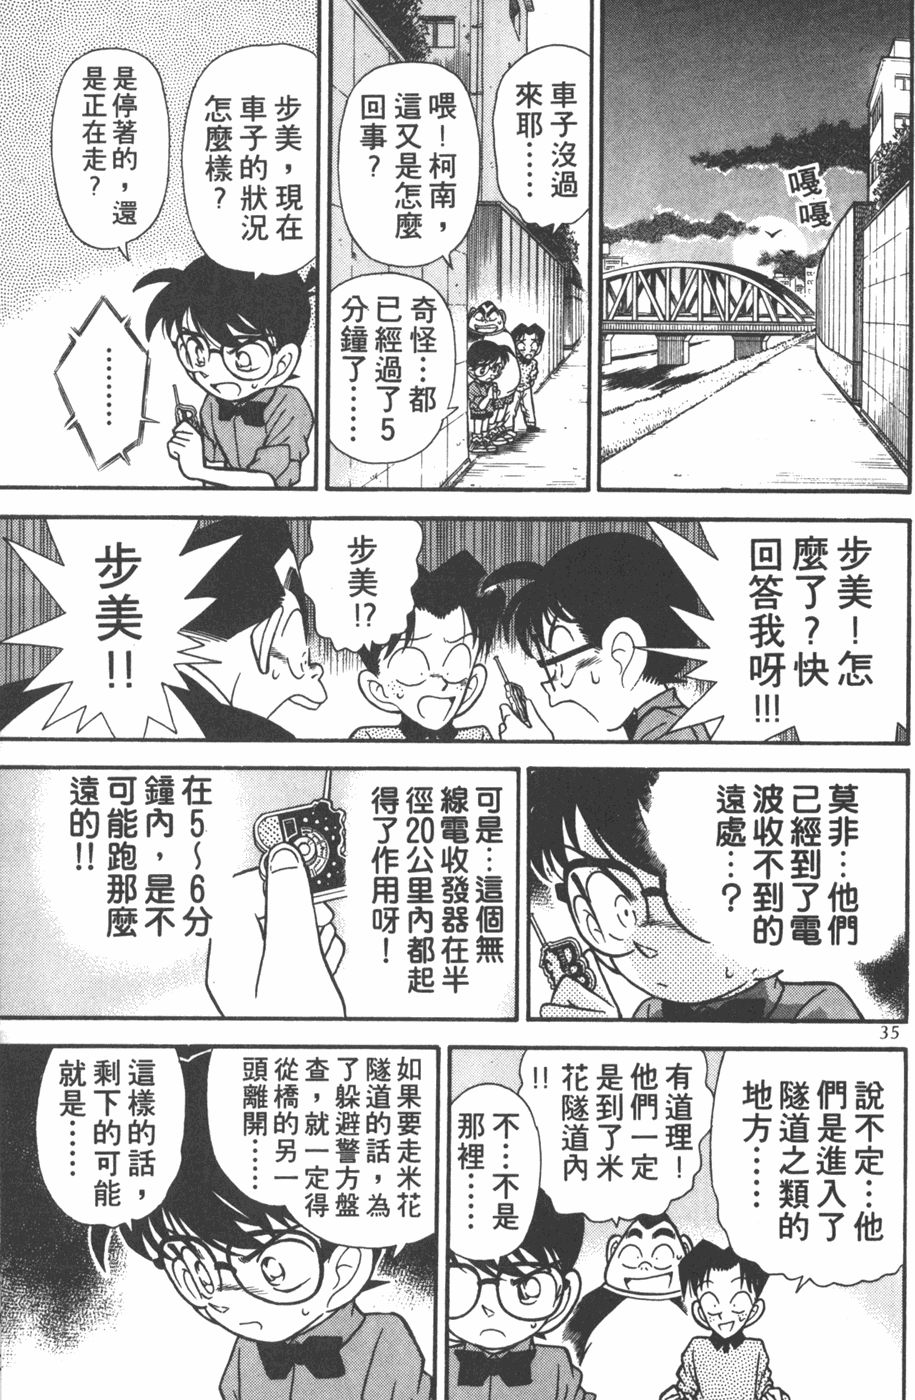 嘎
嘎
車子沒過
來耶……
喂！柯南，
這又是怎麼
回事？
奇怪…都
已經過了5
分鐘了……
步美，現在
車子的狀況
怎麼樣？
是停著的，還
是正在走？
……
步美！怎
麼了？快
回答我呀!!!
步美!?
步美!!
莫非…他們
已經到了電
波收不到的
遠處…？
可是…這個無
線電收發器在半
徑20公里內都起
得了作用呀！
在5～6分
鐘內，是不
可能跑那麼
遠的!!
35
說不定…他
們是進入了
隧道之類的
地方……
有道理！
他們一定
是到了米
花隧道內
!!
不…不是
那裡……
如果要走米花
隧道的話，為
了躲避警方盤
查，就一定得
從橋的另一
頭離開……
這樣的話，
剩下的可能
就是……